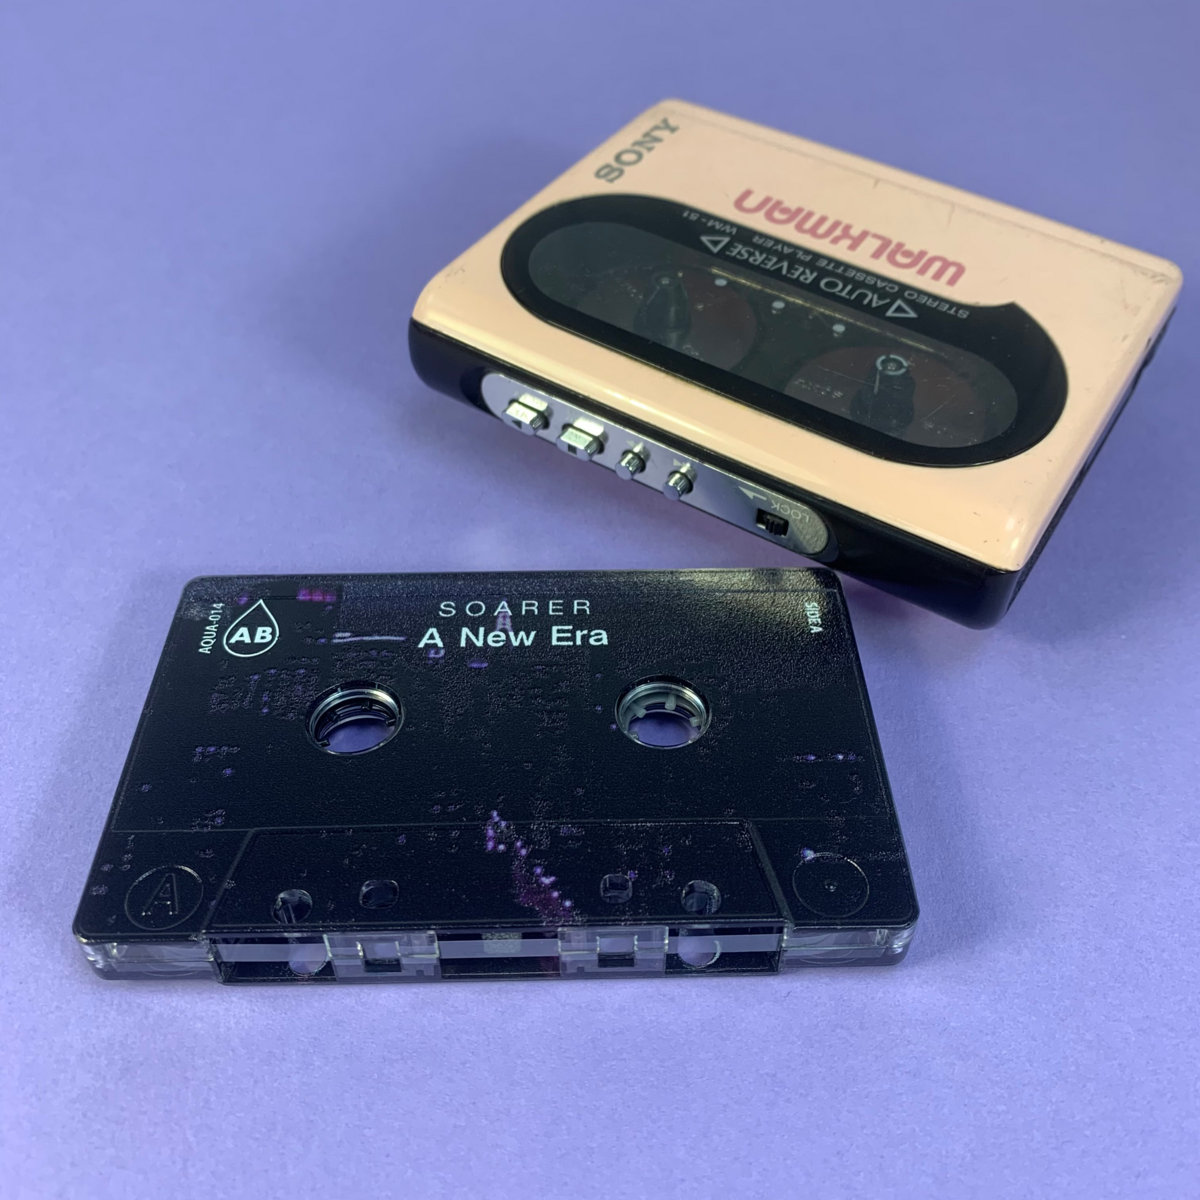 SONY
WALKMAN
STEREO CASSETTE PLAYER WM-51
◁ AUTO REVERSE ▷
LOCK
AQUA-014
AB
SOARER
A New Era
SIDE A
A